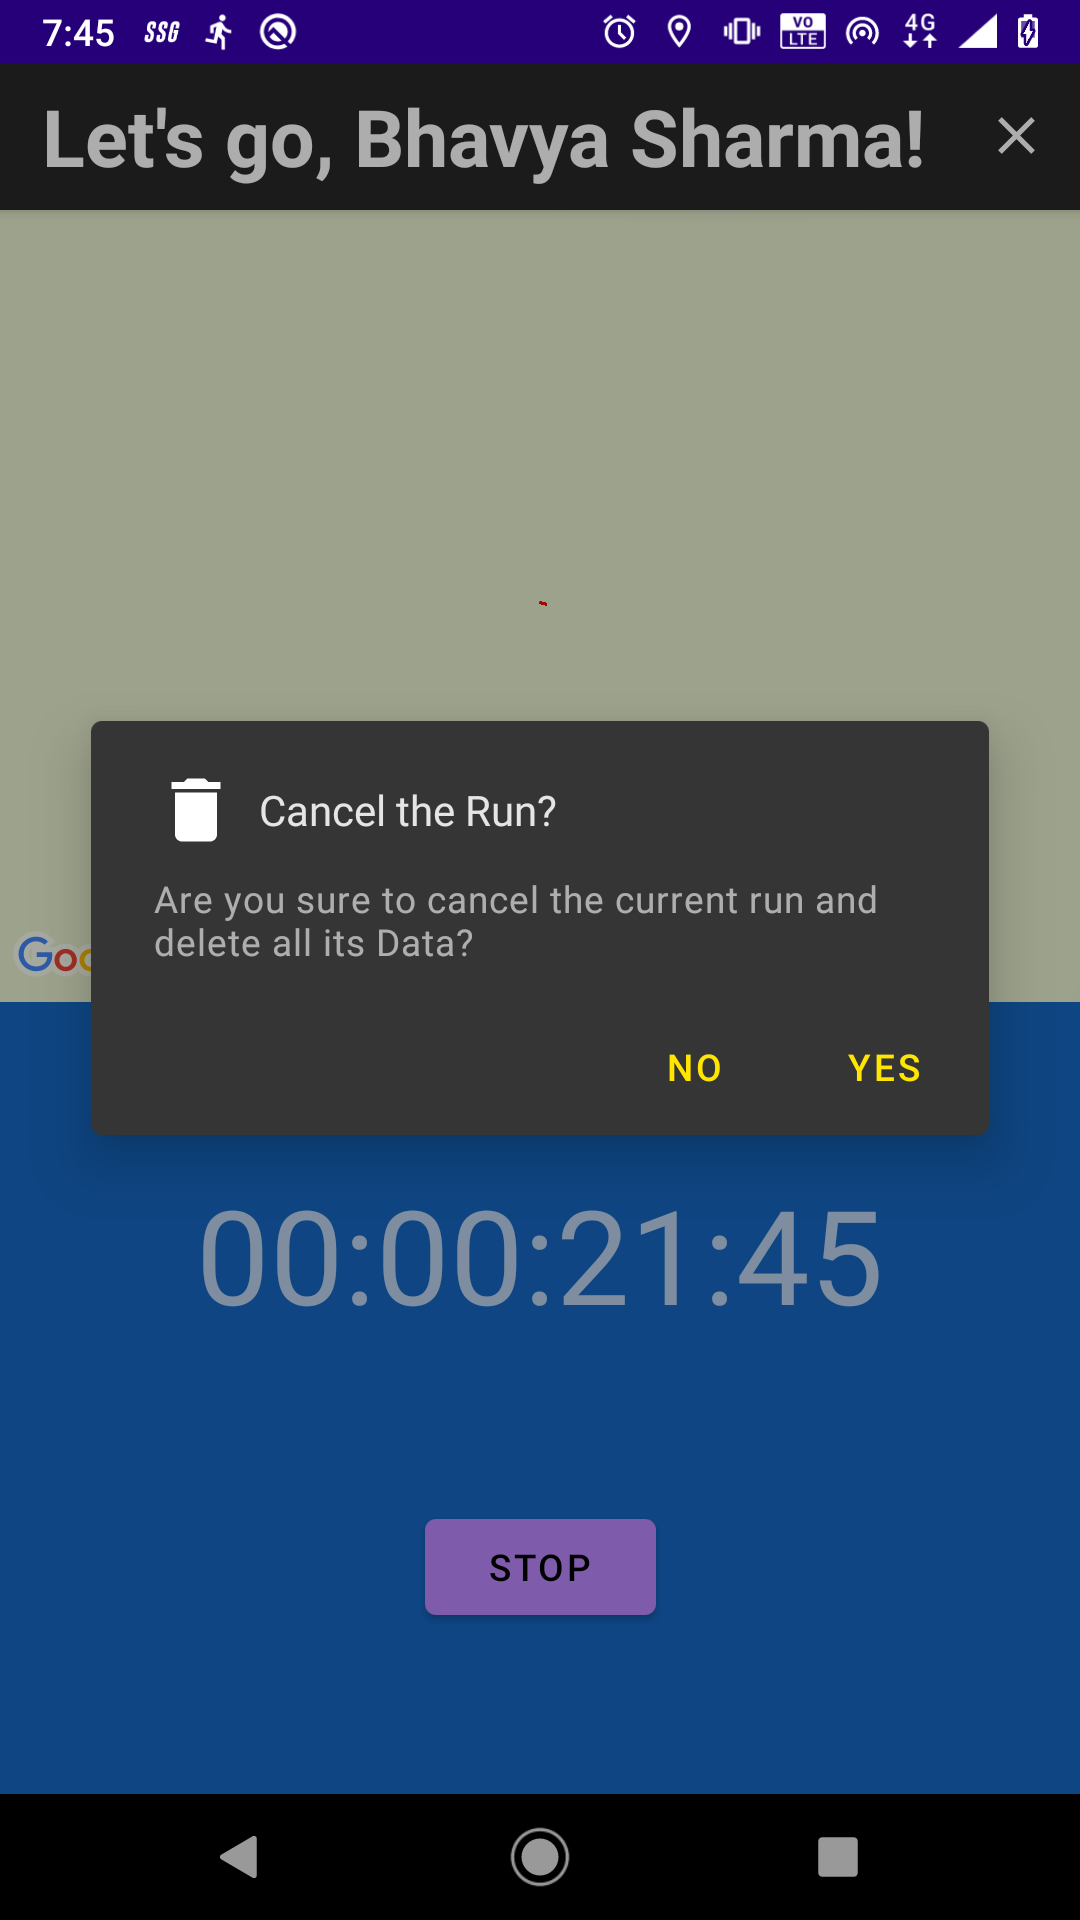 7:45 SSG VO LTE 4G
Let's go, Bhavya Sharma!
Cancel the Run?
Are you sure to cancel the current run and
delete all its Data?
Goo
NO YES
00:00:21:45
STOP